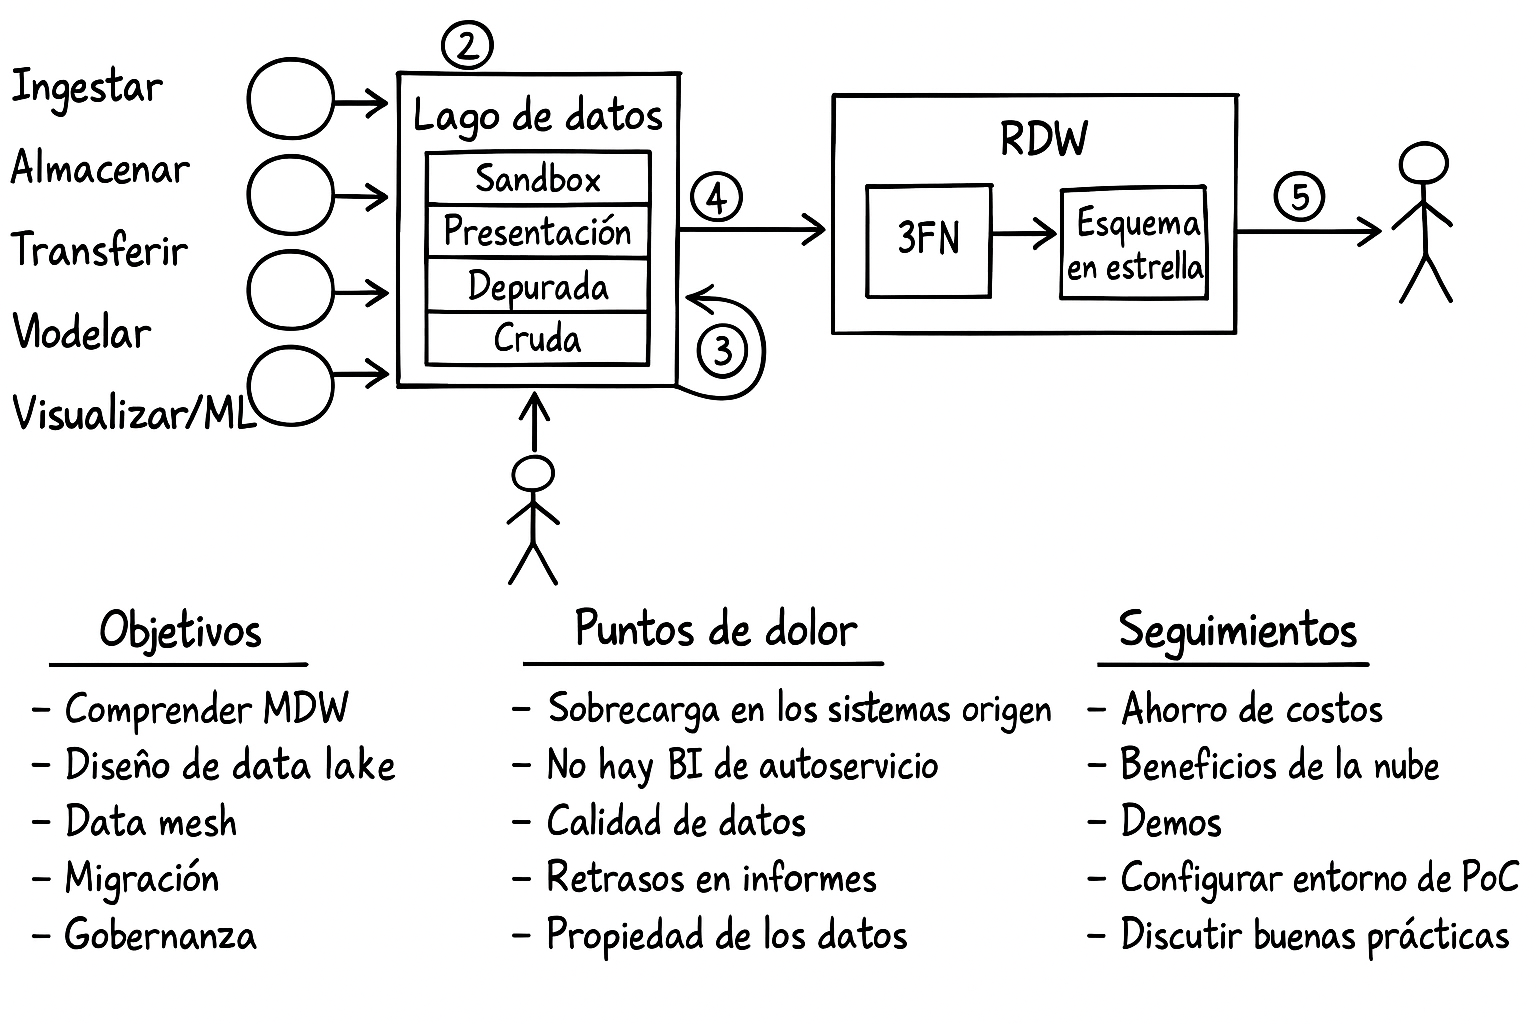 Ingestar
Almacenar
Transferir
Modelar
Visualizar/ML
2
Lago de datos
Sandbox
Presentación
Depurada
Cruda
3
4
RDW
3FN
Esquema
en estrella
5
Objetivos
- Comprender MDW
- Diseño de data lake
- Data mesh
- Migración
- Gobernanza
Puntos de dolor
- Sobrecarga en los sistemas origen
- No hay BI de autoservicio
- Calidad de datos
- Retrasos en informes
- Propiedad de los datos
Seguimientos
- Ahorro de costos
- Beneficios de la nube
- Demos
- Configurar entorno de PoC
- Discutir buenas prácticas